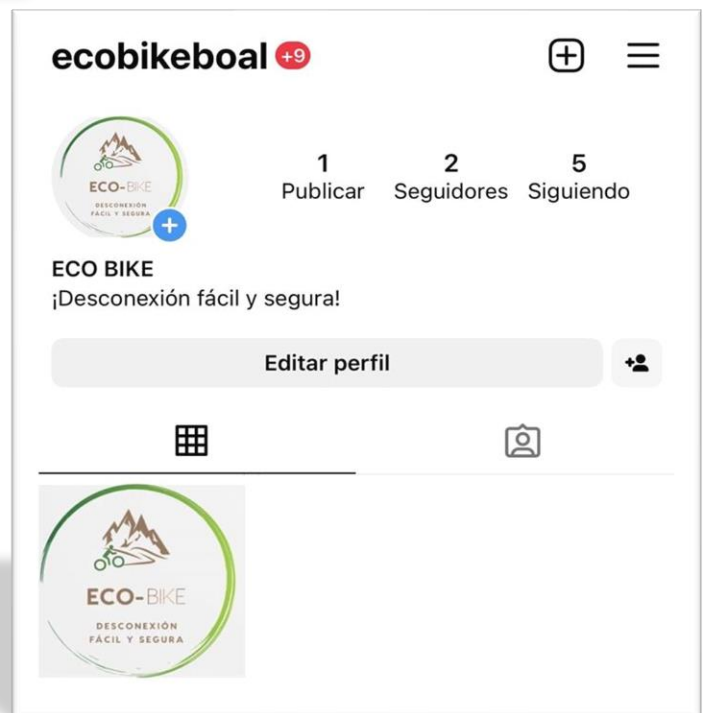 ecobikeboal +9
ECO-BIKE
DESCONEXIÓN
FÁCIL Y SEGURA
1 2 5
Publicar Seguidores Siguiendo
ECO BIKE
¡Desconexión fácil y segura!
Editar perfil
ECO-BIKE
DESCONEXIÓN
FÁCIL Y SEGURA